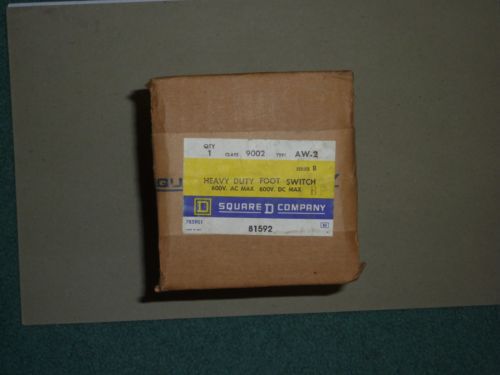 QTY
1 CLASS 9002 TYPE AW-2
SERIES B
HEAVY DUTY FOOT SWITCH
600V. AC MAX 600V. DC MAX
D SQUARE D COMPANY
81592